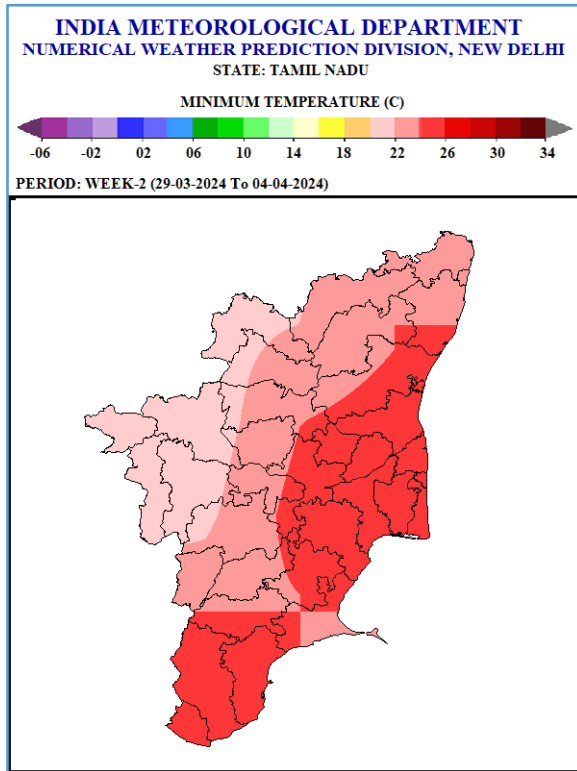 INDIA METEOROLOGICAL DEPARTMENT
NUMERICAL WEATHER PREDICTION DIVISION, NEW DELHI
STATE: TAMIL NADU
MINIMUM TEMPERATURE (C)
-06 -02 02 06 10 14 18 22 26 30 34
PERIOD: WEEK-2 (29-03-2024 To 04-04-2024)